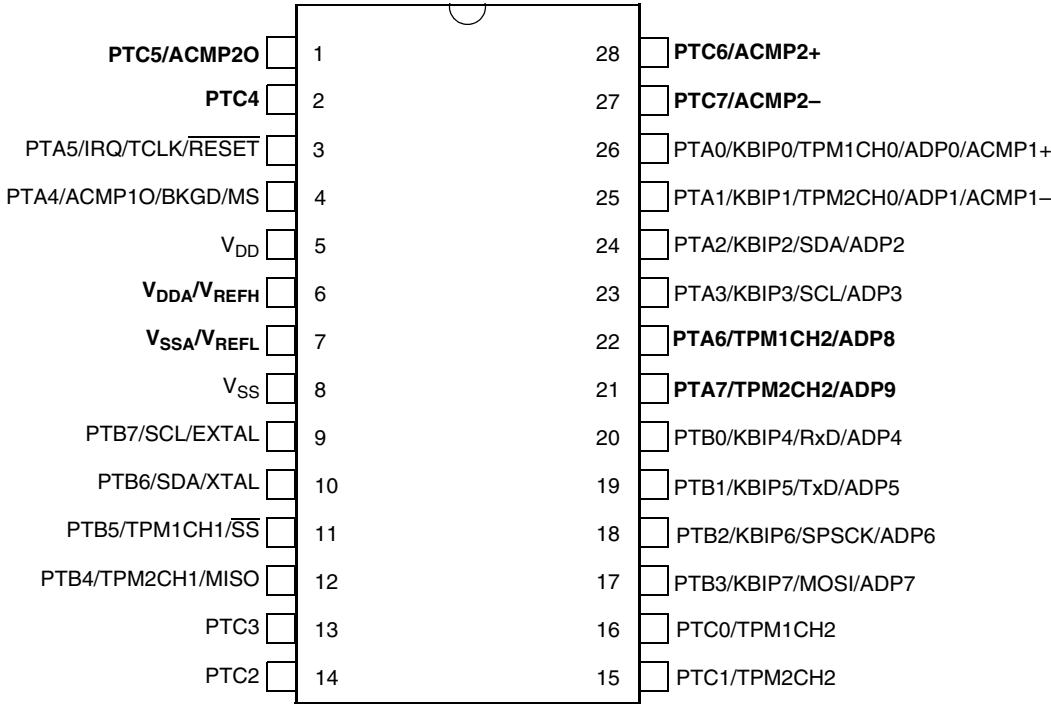 PTC5/ACMP2O 1 28 PTC6/ACMP2+
PTC4 2 27 PTC7/ACMP2–
PTA5/IRQ/TCLK/RESET 3 26 PTA0/KBIP0/TPM1CH0/ADP0/ACMP1+
PTA4/ACMP1O/BKGD/MS 4 25 PTA1/KBIP1/TPM2CH0/ADP1/ACMP1–
VDD 5 24 PTA2/KBIP2/SDA/ADP2
VDDA/VREFH 6 23 PTA3/KBIP3/SCL/ADP3
VSSA/VREFL 7 22 PTA6/TPM1CH2/ADP8
VSS 8 21 PTA7/TPM2CH2/ADP9
PTB7/SCL/EXTAL 9 20 PTB0/KBIP4/RxD/ADP4
PTB6/SDA/XTAL 10 19 PTB1/KBIP5/TxD/ADP5
PTB5/TPM1CH1/SS 11 18 PTB2/KBIP6/SPSCK/ADP6
PTB4/TPM2CH1/MISO 12 17 PTB3/KBIP7/MOSI/ADP7
PTC3 13 16 PTC0/TPM1CH2
PTC2 14 15 PTC1/TPM2CH2